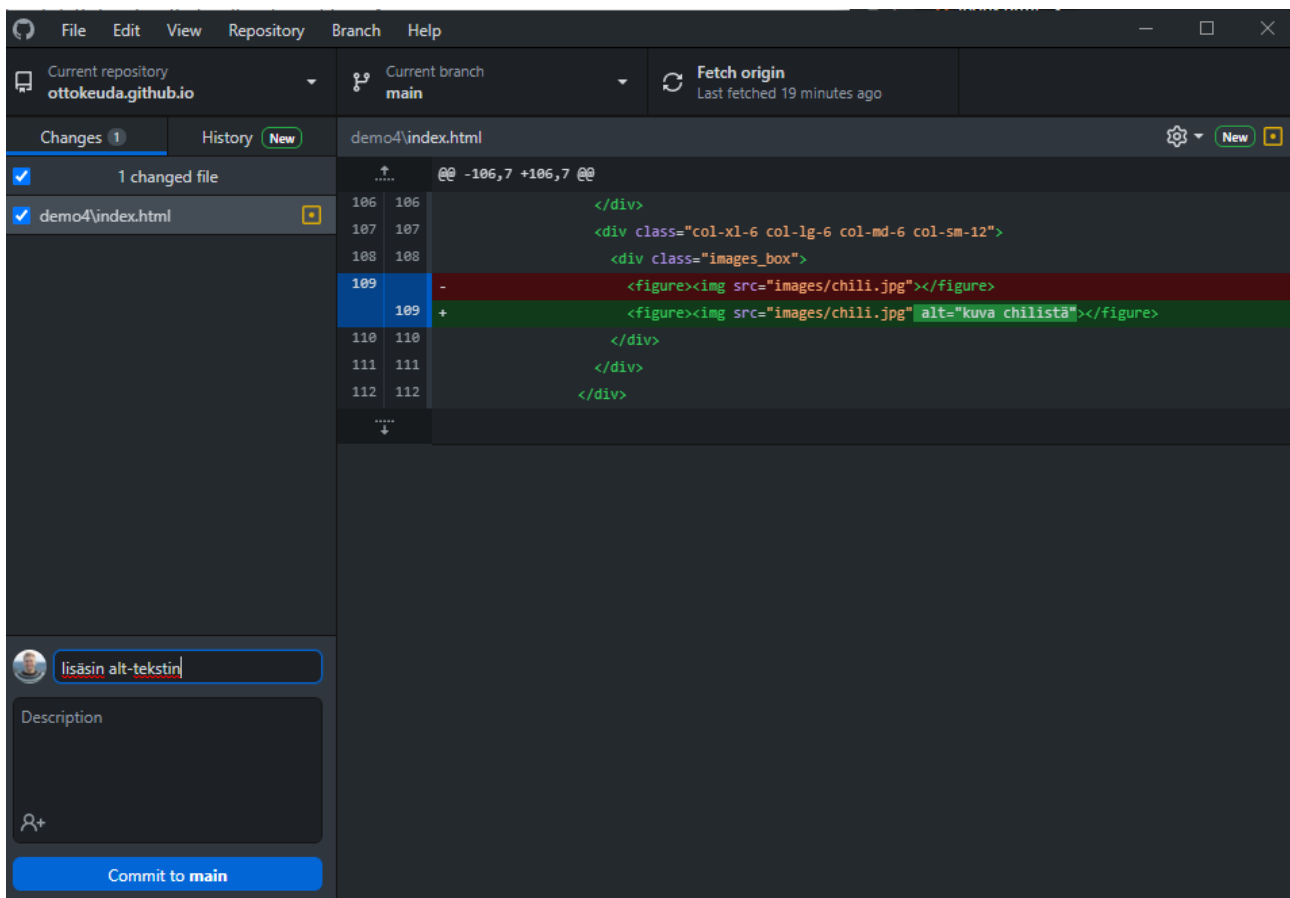 File Edit View Repository Branch Help
Current repository
ottokeuda.github.io
Current branch
main
Fetch origin
Last fetched 19 minutes ago
Changes 1
History New
demo4\index.html
New
1 changed file
demo4\index.html
@@ -106,7 +106,7 @@
106 106 </div>
107 107 <div class="col-xl-6 col-lg-6 col-md-6 col-sm-12">
108 108 <div class="images_box">
109 - <figure><img src="images/chili.jpg"></figure>
109 + <figure><img src="images/chili.jpg" alt="kuva chilistä"></figure>
110 110 </div>
111 111 </div>
112 112 </div>
lisäsin alt-tekstin
Description
Commit to main